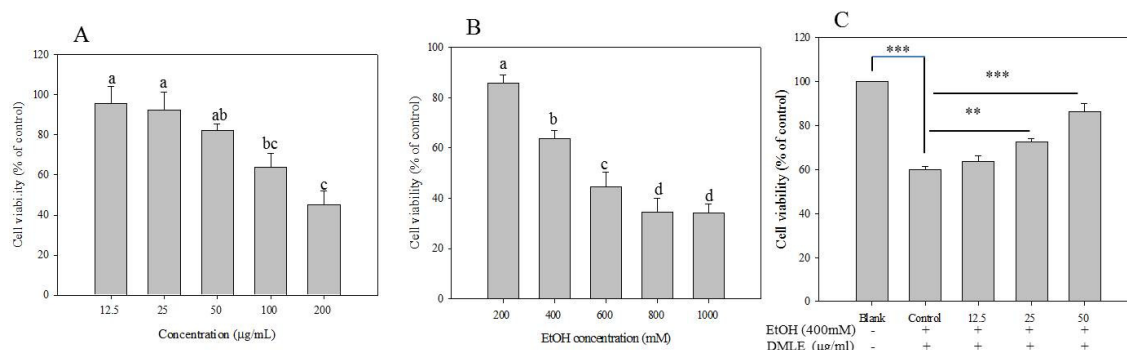 A
Cell viability (% of control)
120
100
80
60
40
20
0
a
a
ab
bc
c
12.5
25
50
100
200
Concentration (µg/mL)
B
Cell viability (% of control)
100
80
60
40
20
0
a
b
c
d
d
200
400
600
800
1000
EtOH concentration (mM)
C
Cell viability (% of control)
120
100
80
60
40
20
0
***
***
**
Blank
Control
12.5
25
50
EtOH (400mM) - + + + +
DMLE (µg/ml) - + + + +